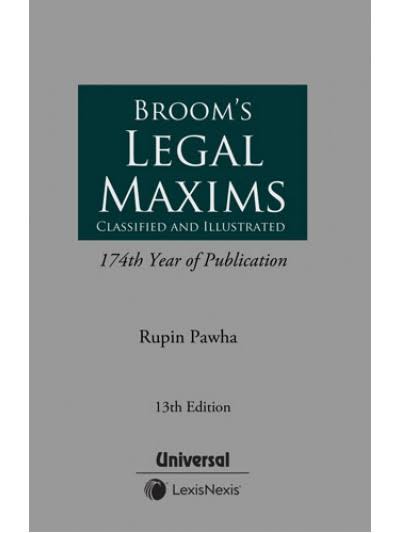 BROOM'S
LEGAL
MAXIMS
CLASSIFIED AND ILLUSTRATED
174th Year of Publication
Rupin Pawha
13th Edition
Universal
LexisNexis®